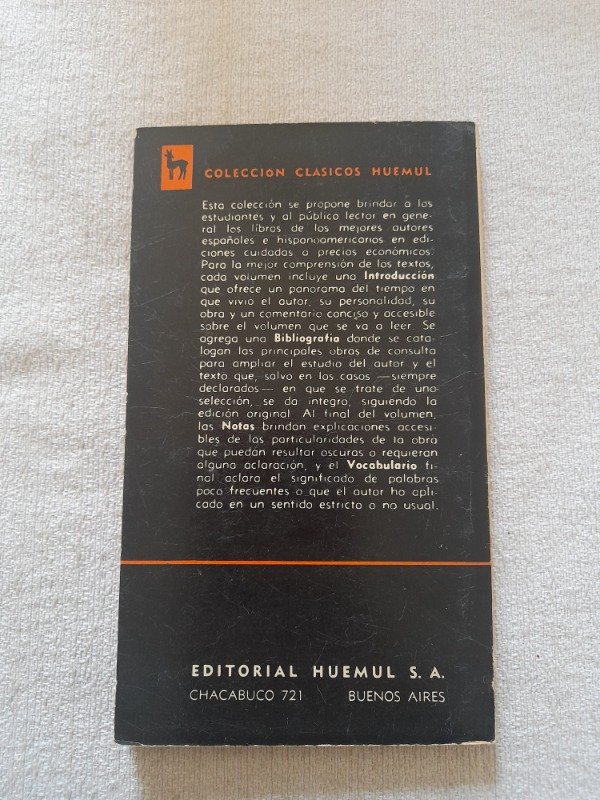 COLECCION CLASICOS HUEMUL
Esta colección se propone brindar a los
estudiantes y al público lector en gene-
ral los libros de los mejores autores
españoles e hispanoamericanos en edi-
ciones cuidadas a precios económicos.
Para la mejor comprensión de los textos,
cada volumen incluye una Introducción
que ofrece un panorama del tiempo en
que vivió el autor, su personalidad, su
obra y un comentario conciso y accesible
sobre el volumen que se va a leer. Se
agrega una Bibliografía donde se cata-
logan las principales obras de consulta
para ampliar el estudio del autor y el
texto que, salvo en los casos —siempre
declarados— en que se trate de una
selección, se da íntegro, siguiendo la
edición original. Al final del volumen,
las Notas brindan explicaciones accesi-
bles de las particularidades de la obra
que puedan resultar oscuras o requieran
alguna aclaración, y el Vocabulario fi-
nal aclara el significado de palabras
poco frecuentes o que el autor ha apli-
cado en un sentido estricto o no usual.
EDITORIAL HUEMUL S. A.
CHACABUCO 721 BUENOS AIRES